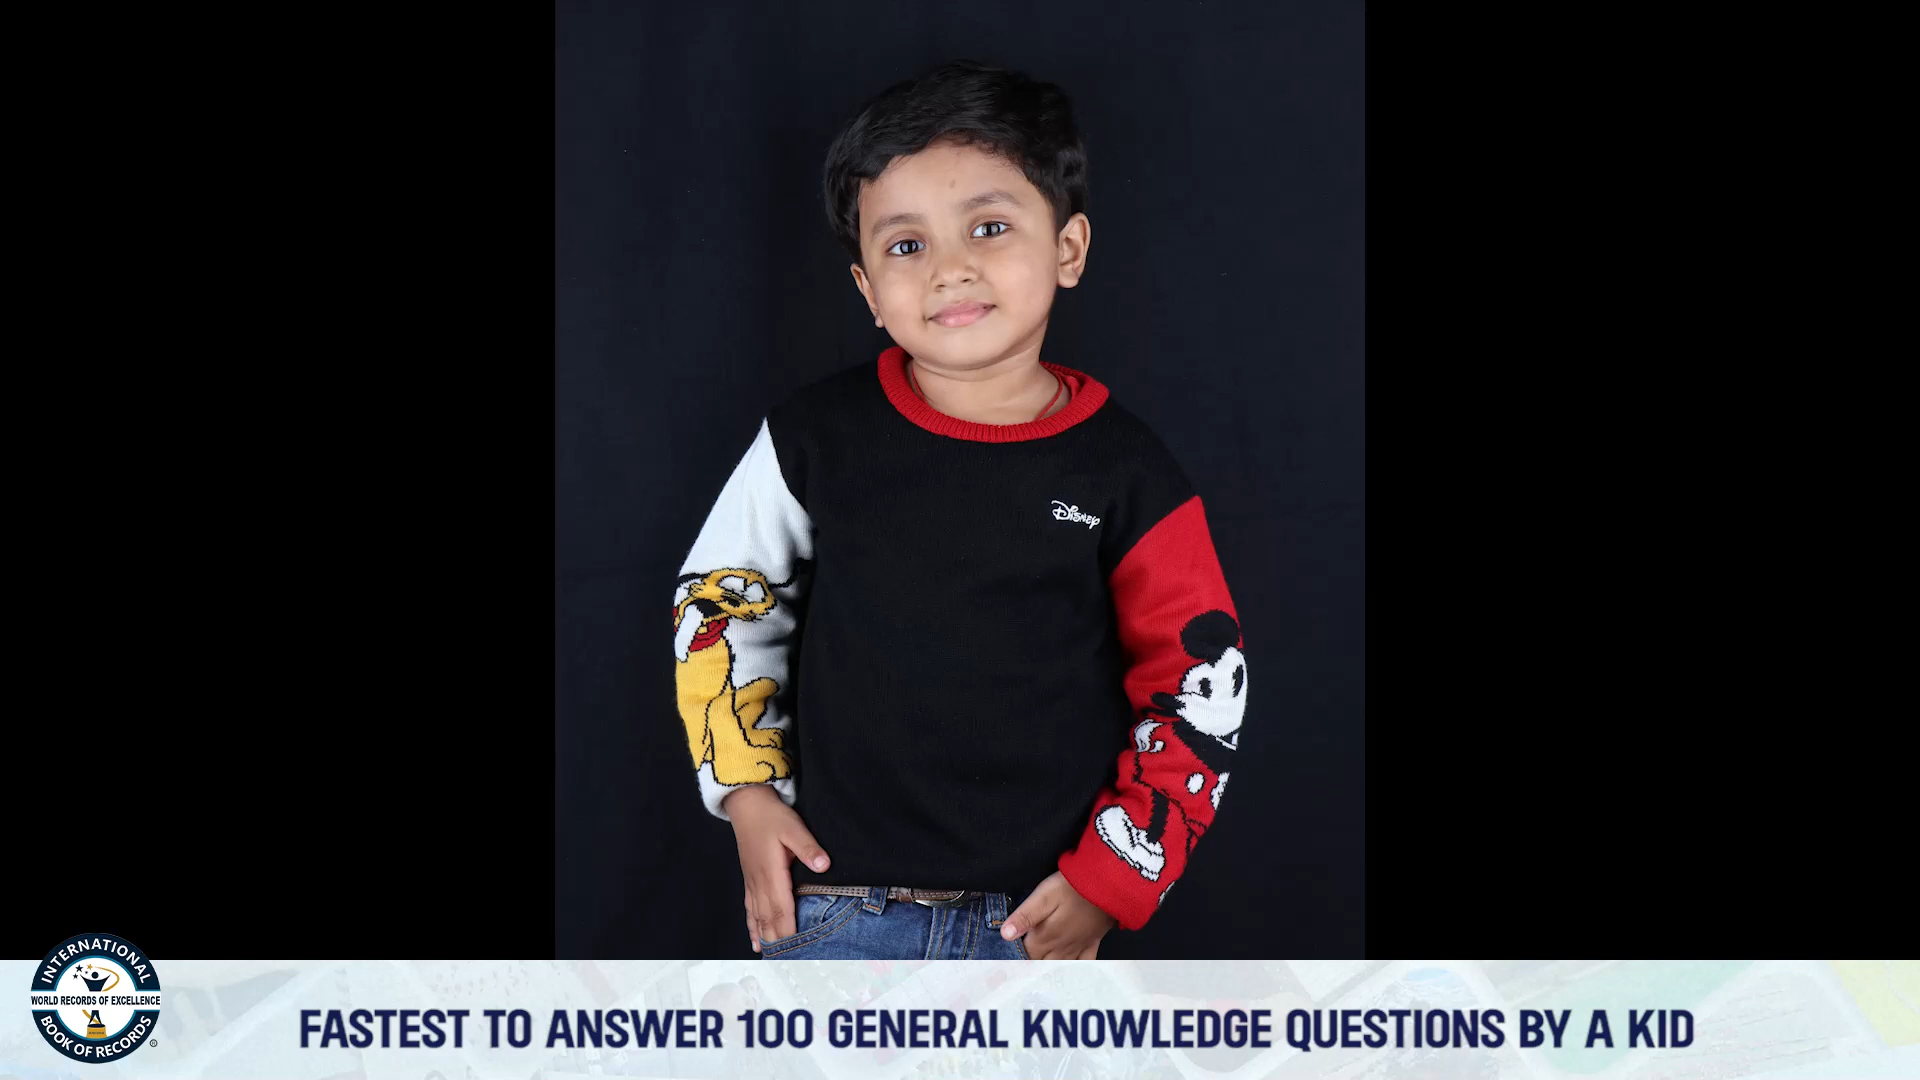 Disney
INTERNATIONAL
WORLD RECORDS OF EXCELLENCE
BOOK OF RECORDS
®
FASTEST TO ANSWER 100 GENERAL KNOWLEDGE QUESTIONS BY A KID